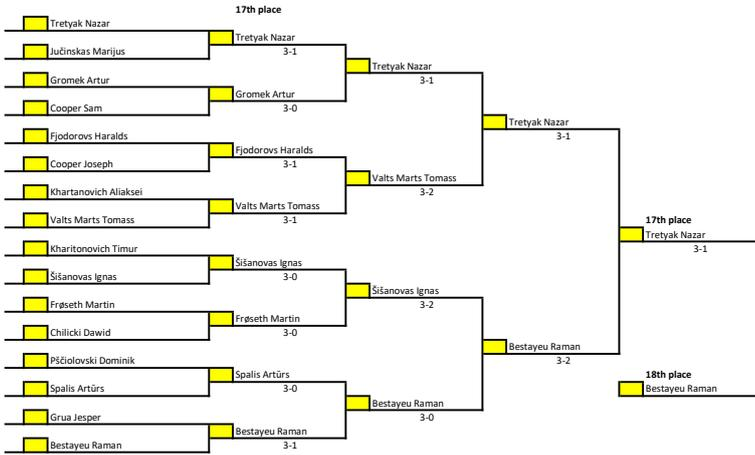 17th place
Tretyak Nazar
Jučinskas Marijus
Gromek Artur
Cooper Sam
Fjodorovs Haralds
Cooper Joseph
Khartanovich Aliaksei
Valts Marts Tomass
Kharitonovich Timur
Šišanovas Ignas
Frøseth Martin
Chilicki Dawid
Pščiolovski Dominik
Spalis Artūrs
Grua Jesper
Bestayeu Raman
Tretyak Nazar
3-1
Gromek Artur
3-0
Fjodorovs Haralds
3-1
Valts Marts Tomass
3-1
Šišanovas Ignas
3-0
Frøseth Martin
3-0
Spalis Artūrs
3-0
Bestayeu Raman
3-1
Tretyak Nazar
3-1
Valts Marts Tomass
3-2
Šišanovas Ignas
3-2
Bestayeu Raman
3-0
Tretyak Nazar
3-1
Bestayeu Raman
3-2
17th place
Tretyak Nazar
3-1
18th place
Bestayeu Raman